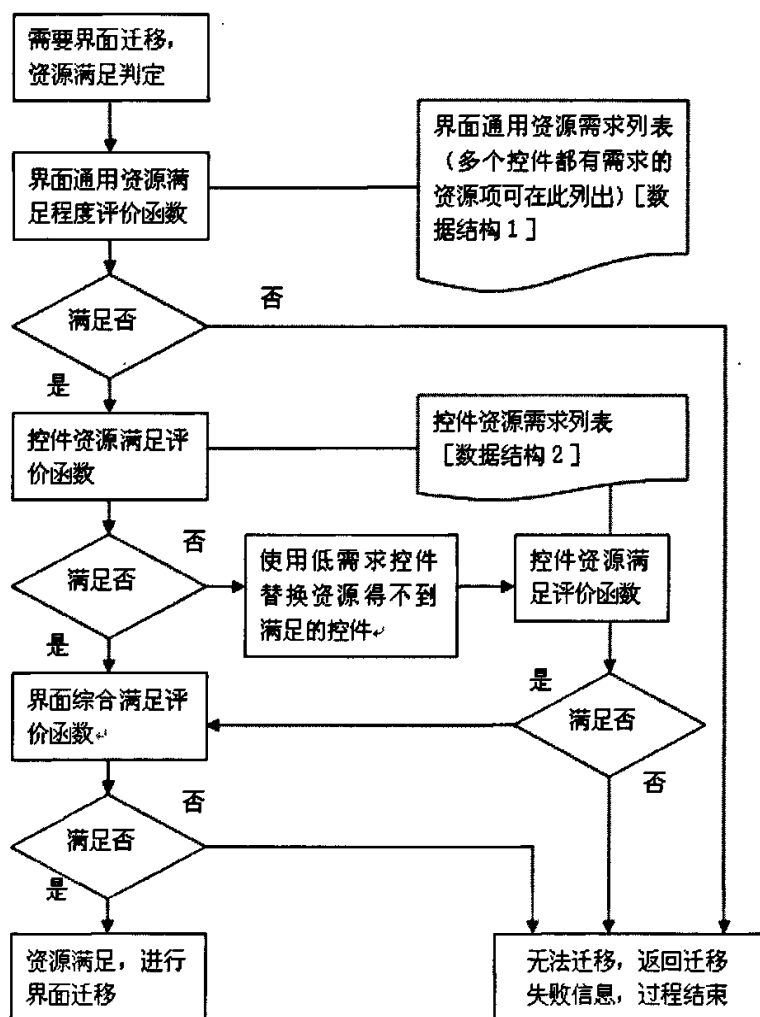 需要界面迁移，
资源满足判定
界面通用资源需求列表
（多个控件都有需求的
资源项可在此列出）[数
据结构1]
界面通用资源满
足程度评价函数
满足否
否
是
控件资源需求列表
[数据结构2]
控件资源满足评
价函数
满足否
否
使用低需求控件
替换资源得不到
满足的控件
控件资源满
足评价函数
是
是
界面综合满足评
价函数
满足否
否
满足否
否
是
资源满足，进行
界面迁移
无法迁移，返回迁移
失败信息，过程结束